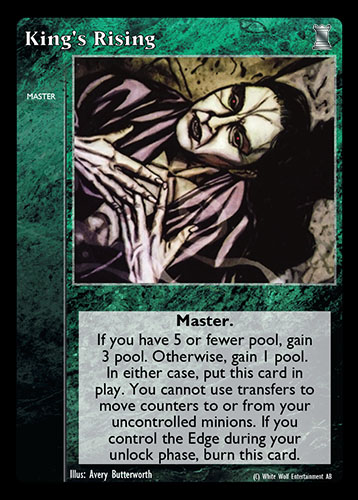 King's Rising
MASTER
Master.
If you have 5 or fewer pool, gain
3 pool. Otherwise, gain 1 pool.
In either case, put this card in
play. You cannot use transfers to
move counters to or from your
uncontrolled minions. If you
control the Edge during your
unlock phase, burn this card.
Illus: Avery Butterworth
(C) White Wolf Entertainment AB